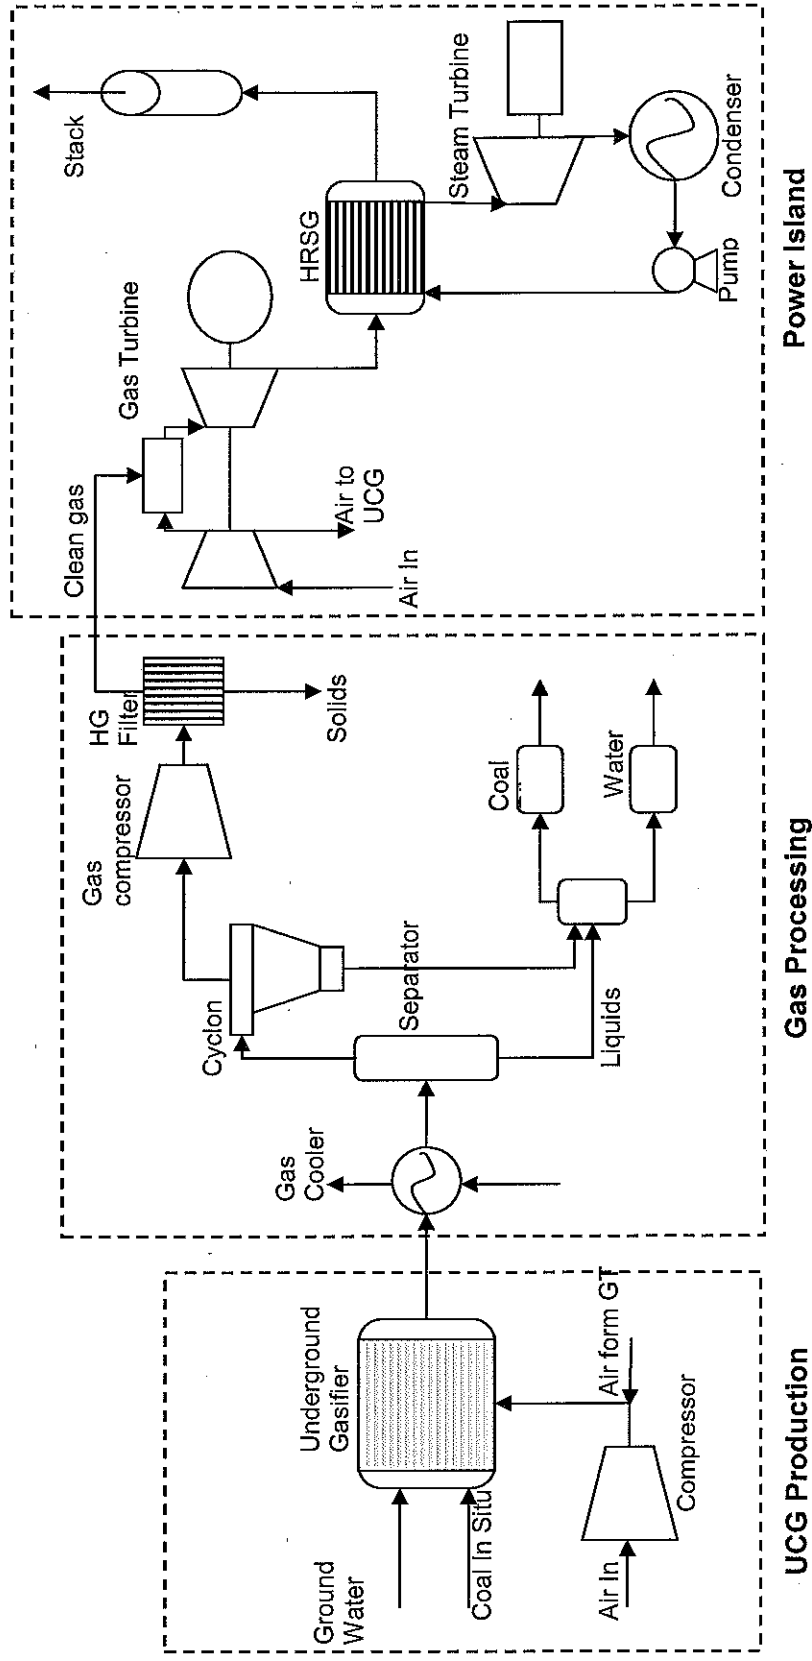 Ground
Water
Coal In Situ
Air In
Compressor
Air form GT
Underground
Gasifier
UCG Production
Gas
Cooler
Separator
Cyclon
Liquids
Gas
compressor
HG
Filter
Solids
Coal
Water
Gas Processing
Clean gas
Air In
Air to
UCG
Gas Turbine
HRSG
Stack
Steam Turbine
Condenser
Pump
Power Island